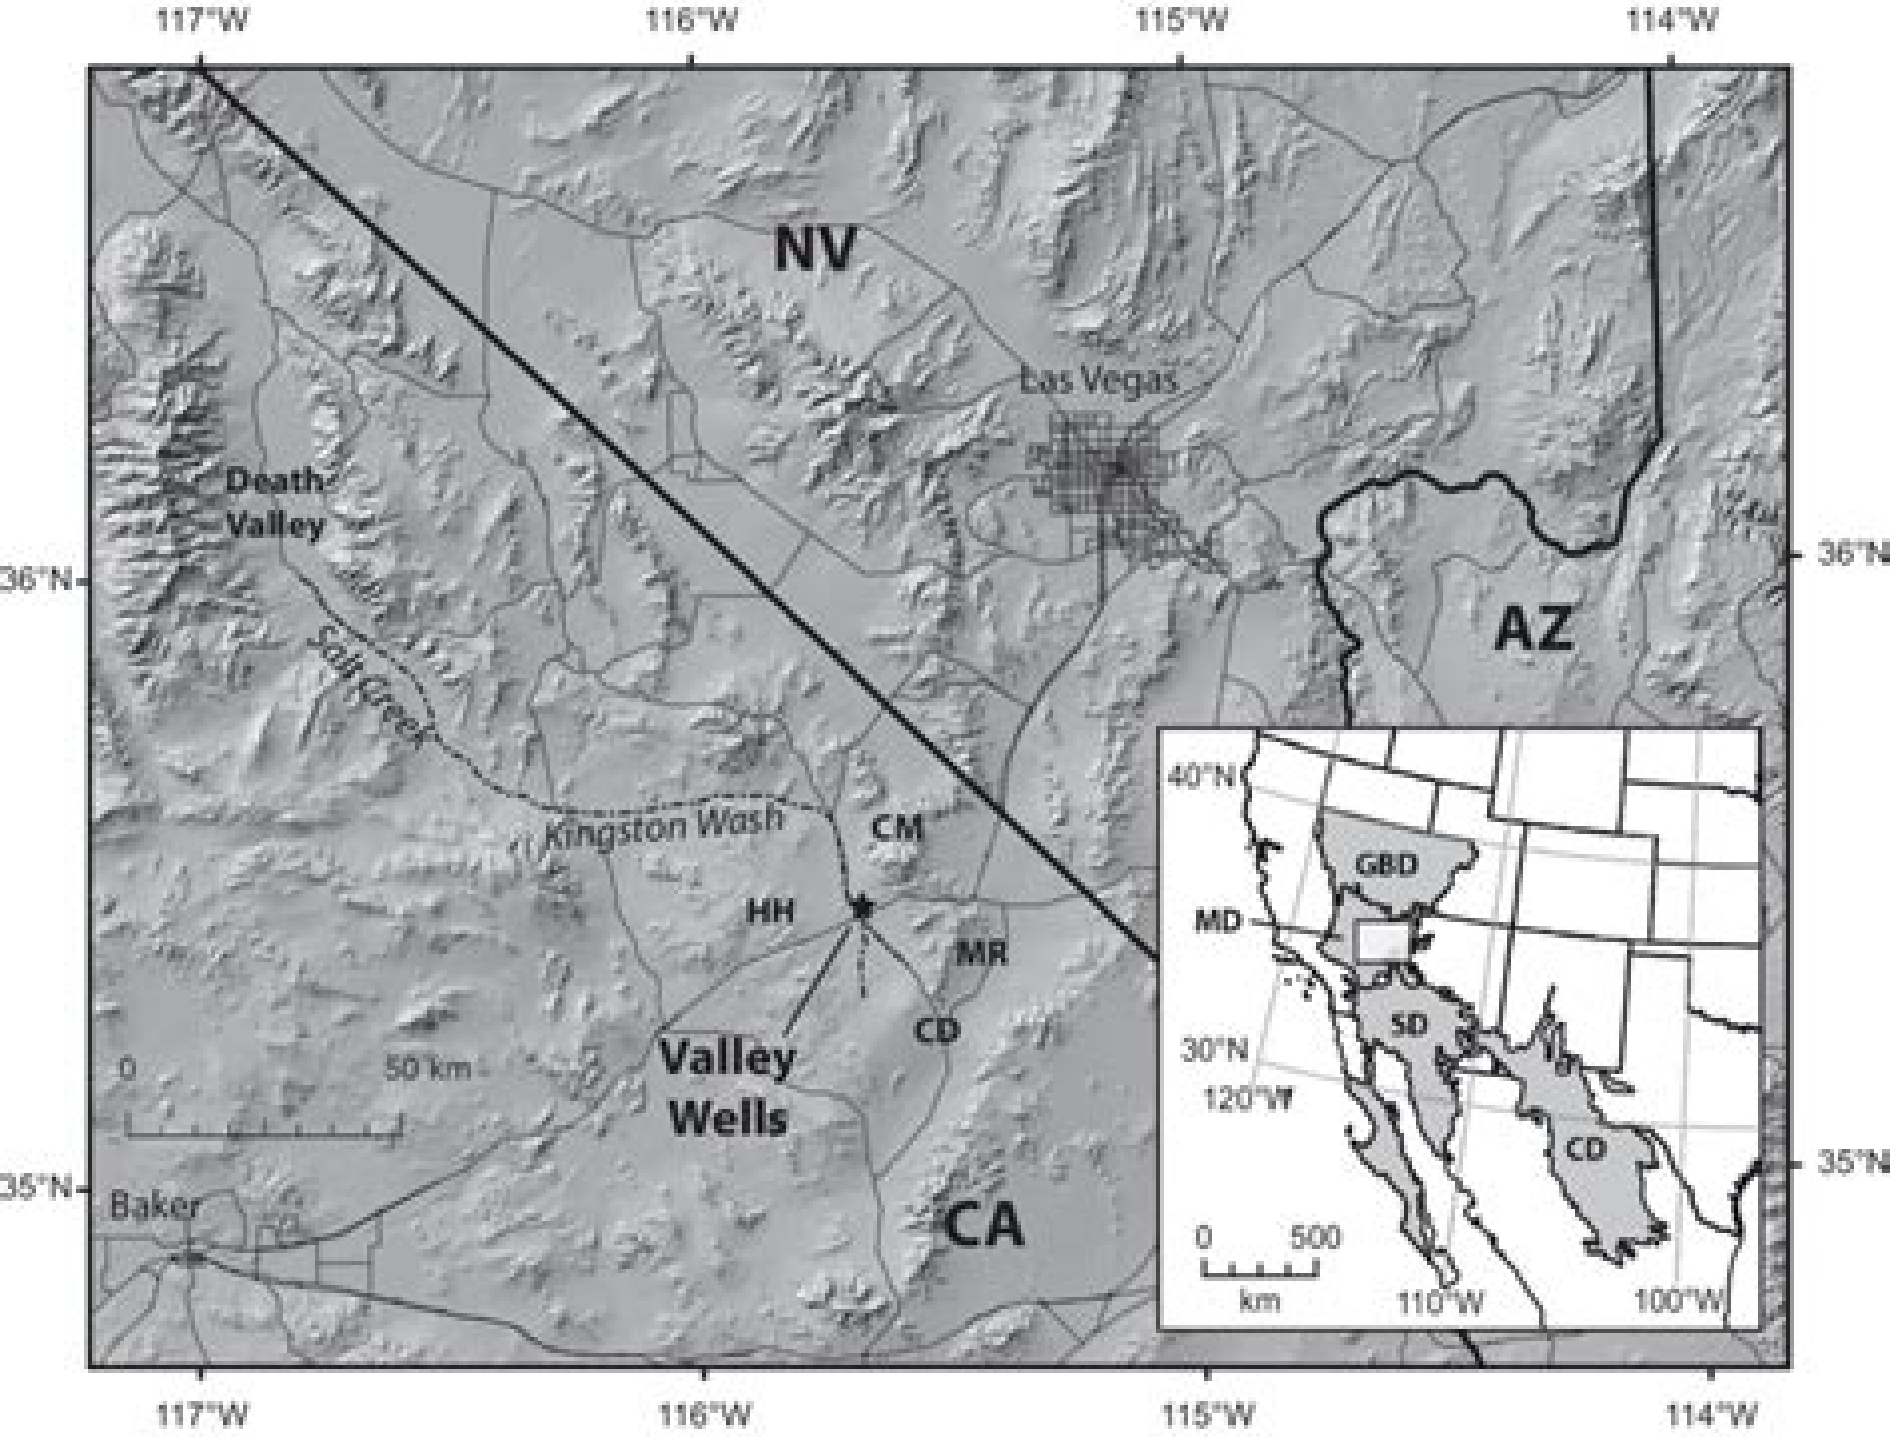 117°W 116°W 115°W 114°W
NV
Las Vegas
Death
Valley
36°N
36°N
AZ
Salt Creek
Kingston Wash
CM
HH
MR
CD
Valley
Wells
0 50 km
35°N
35°N
Baker
CA
40°N
GBD
MD
SD
30°N
120°W
CD
0 500
km
110°W 100°W
117°W 116°W 115°W 114°W